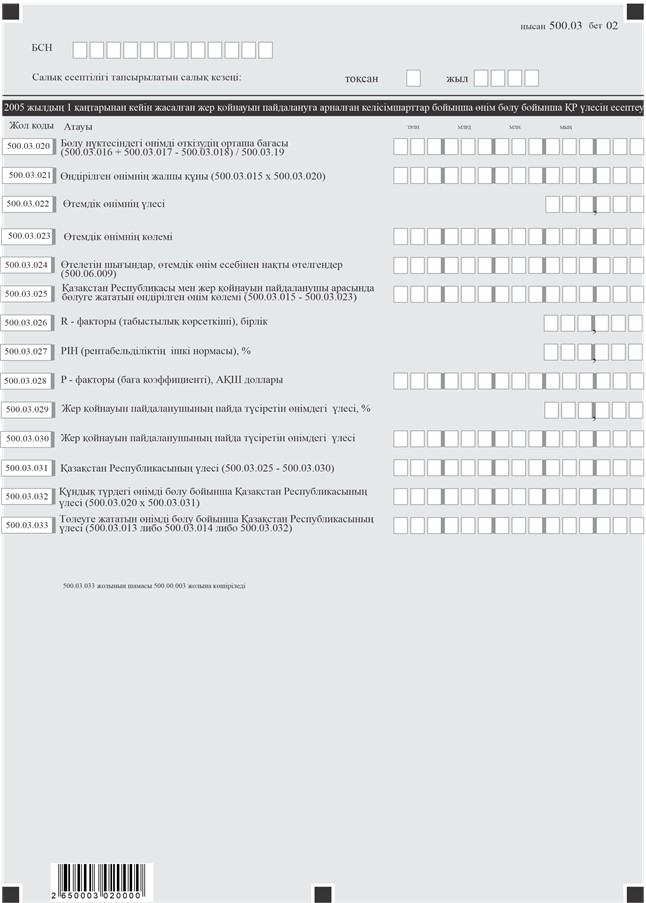 нысан 500.03 бет 02
БСН
Салық есептілігі тапсырылатын салық кезеңі: тоқсан жыл
2005 жылдың 1 қаңтарынан кейін жасалған жер қойнауын пайдалануға арналған келісімшарттар бойынша өнім бөлу бойынша ҚР үлесін есептеу
Жол коды Атауы трлн млрд млн мың
500.03.020 Бөлу нүктесіндегі өнімді өткізудің орташа бағасы
(500.03.016 + 500.03.017 - 500.03.018) / 500.03.19
500.03.021 Өндірілген өнімнің жалпы құны (500.03.015 x 500.03.020)
500.03.022 Өтемдік өнімнің үлесі
500.03.023 Өтемдік өнімнің көлемі
500.03.024 Өтелетін шығындар, өтемдік өнім есебінен нақты өтелгендер
(500.06.009)
500.03.025 Қазақстан Республикасы мен жер қойнауын пайдаланушы арасында
бөлуге жататын өндірілген өнім көлемі (500.03.015 - 500.03.023)
500.03.026 R - факторы (табыстылық көрсеткіші), бірлік
500.03.027 РІН (рентабельділіктің ішкі нормасы), %
500.03.028 Р - факторы (баға коэффициенті), АҚШ доллары
500.03.029 Жер қойнауын пайдаланушының пайда түсіретін өнімдегі үлесі, %
500.03.030 Жер қойнауын пайдаланушының пайда түсіретін өнімдегі үлесі
500.03.031 Қазақстан Республикасының үлесі (500.03.025 - 500.03.030)
500.03.032 Құндық түрдегі өнімді бөлу бойынша Қазақстан Республикасының
үлесі (500.03.020 x 500.03.031)
500.03.033 Төлеуге жататын өнімді бөлу бойынша Қазақстан Республикасының
үлесі (500.03.013 либо 500.03.014 либо 500.03.032)
500.03.033 жолының шамасы 500.00.003 жолына көшіріледі
2 650003 020000